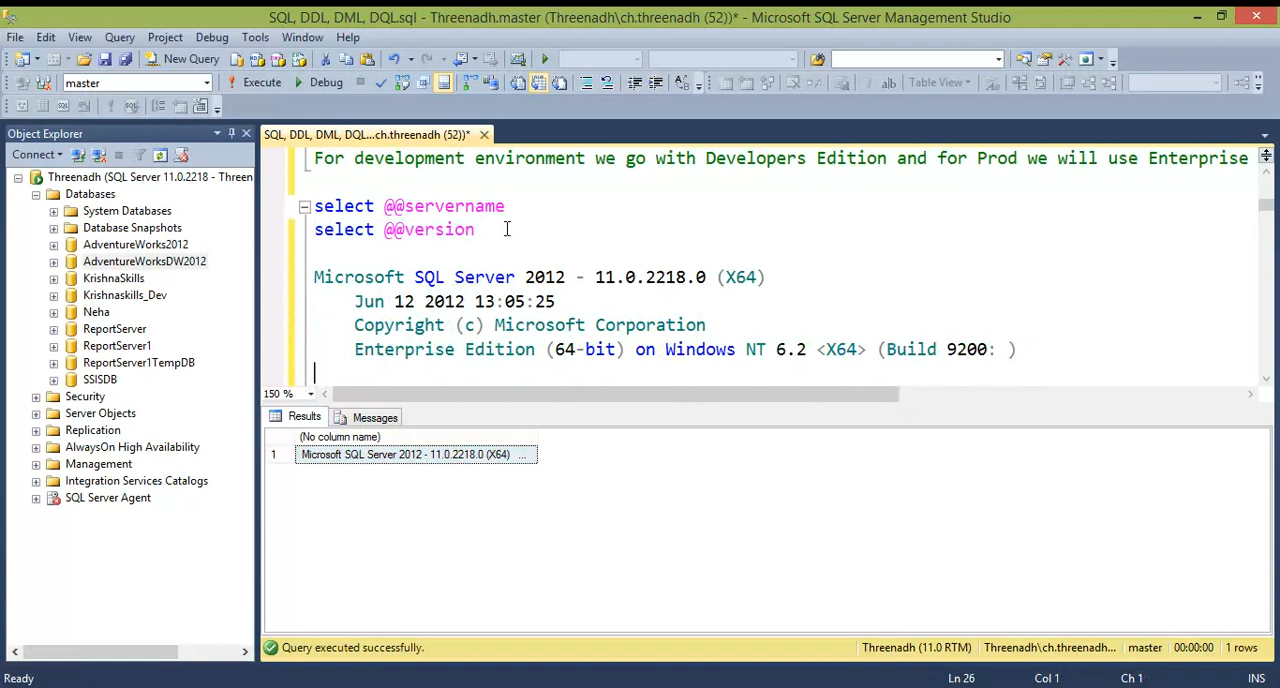 SQL, DDL, DML, DQL.sql - Threenadh.master (Threenadh\ch.threenadh (52))* - Microsoft SQL Server Management Studio
File Edit View Query Project Debug Tools Window Help
New Query
master Execute Debug Table View
Object Explorer
SQL, DDL, DML, DQL...ch.threenadh (52))*
Connect
Threenadh (SQL Server 11.0.2218 - Threen
Databases
System Databases
Database Snapshots
AdventureWorks2012
AdventureWorksDW2012
KrishnaSkills
Krishnaskills_Dev
Neha
ReportServer
ReportServer1
ReportServer1TempDB
SSISDB
Security
Server Objects
Replication
AlwaysOn High Availability
Management
Integration Services Catalogs
SQL Server Agent
For development environment we go with Developers Edition and for Prod we will use Enterprise
select @@servername
select @@version
Microsoft SQL Server 2012 - 11.0.2218.0 (X64)
Jun 12 2012 13:05:25
Copyright (c) Microsoft Corporation
Enterprise Edition (64-bit) on Windows NT 6.2 <X64> (Build 9200: )
150 %
Results Messages
(No column name)
1 Microsoft SQL Server 2012 - 11.0.2218.0 (X64) ...
Query executed successfully. Threenadh (11.0 RTM) Threenadh\ch.threenadh... master 00:00:00 1 rows
Ready Ln 26 Col 1 Ch 1 INS